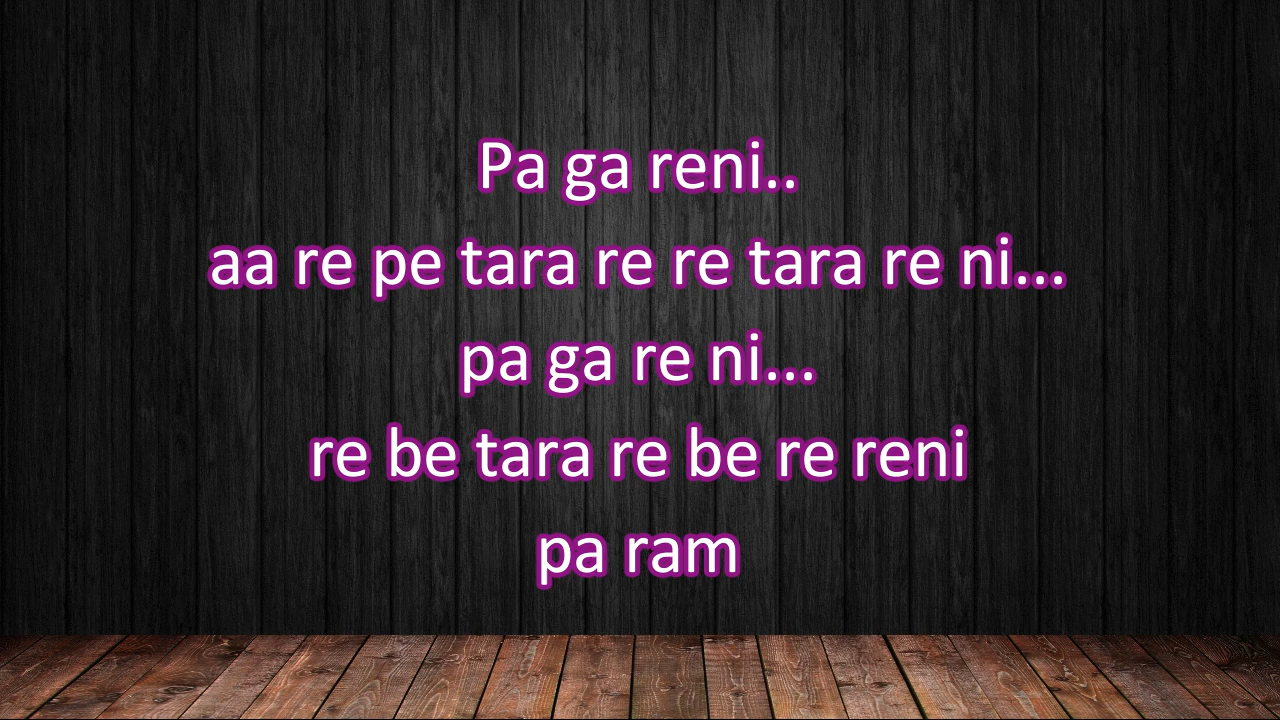 Pa ga reni..
aa re pe tara re re tara re ni...
pa ga re ni...
re be tara re be re reni
pa ram